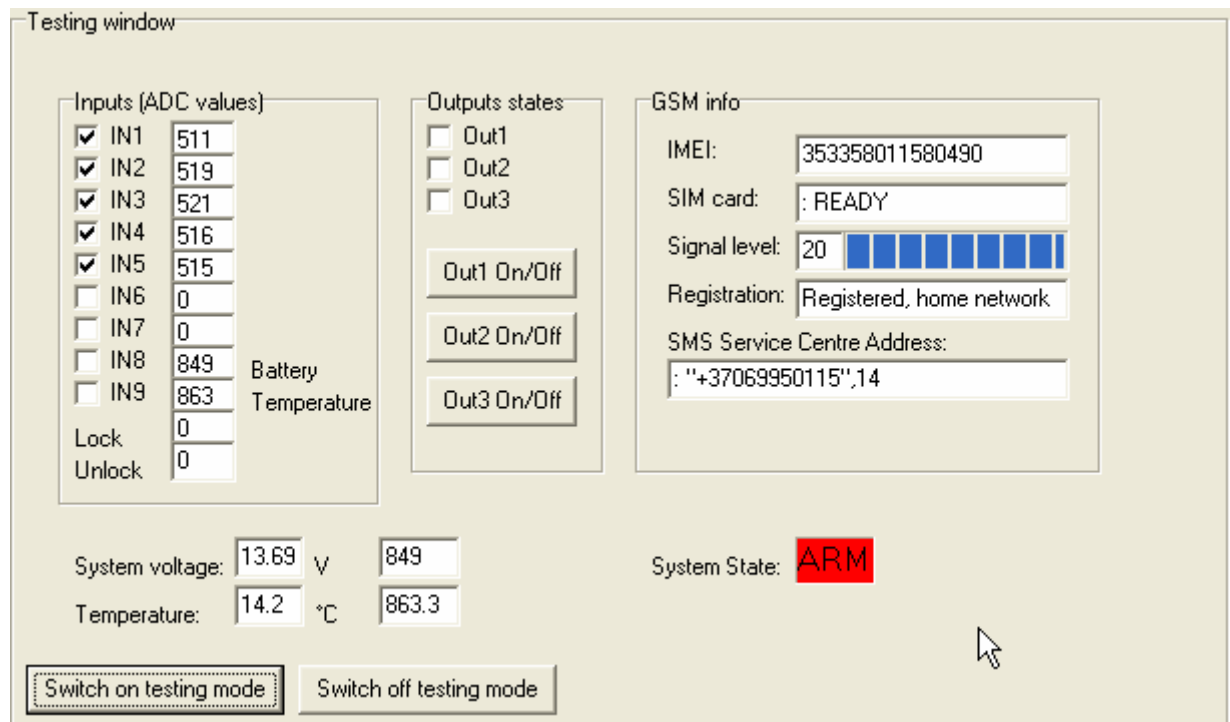 Testing window
Inputs (ADC values)
IN1 511
IN2 519
IN3 521
IN4 516
IN5 515
IN6 0
IN7 0
IN8 849 Battery
IN9 863 Temperature
Lock 0
Unlock 0
Outputs states
Out1
Out2
Out3
Out1 On/Off
Out2 On/Off
Out3 On/Off
GSM info
IMEI: 353358011580490
SIM card: : READY
Signal level: 20
Registration: Registered, home network
SMS Service Centre Address:
: "+37069950115",14
System voltage: 13.69 V 849
Temperature: 14.2 °C 863.3
System State: ARM
Switch on testing mode
Switch off testing mode